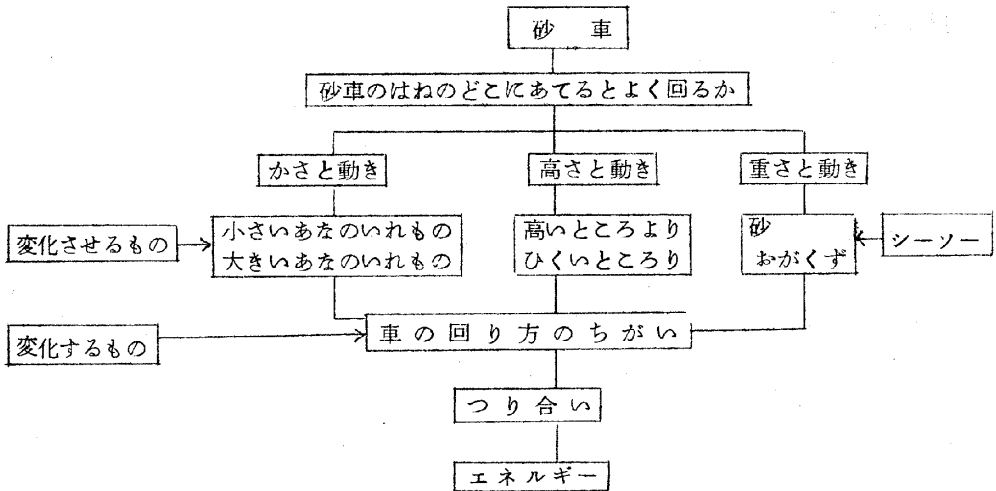 砂車
砂車のはねのどこにあてるとよく回るか
かさと動き
高さと動き
重さと動き
変化させるもの
小さいあなのいれもの
大きいあなのいれもの
高いところより
ひくいところり
砂
おがくず
シーソー
変化するもの
車の回り方のちがい
つり合い
エネルギー